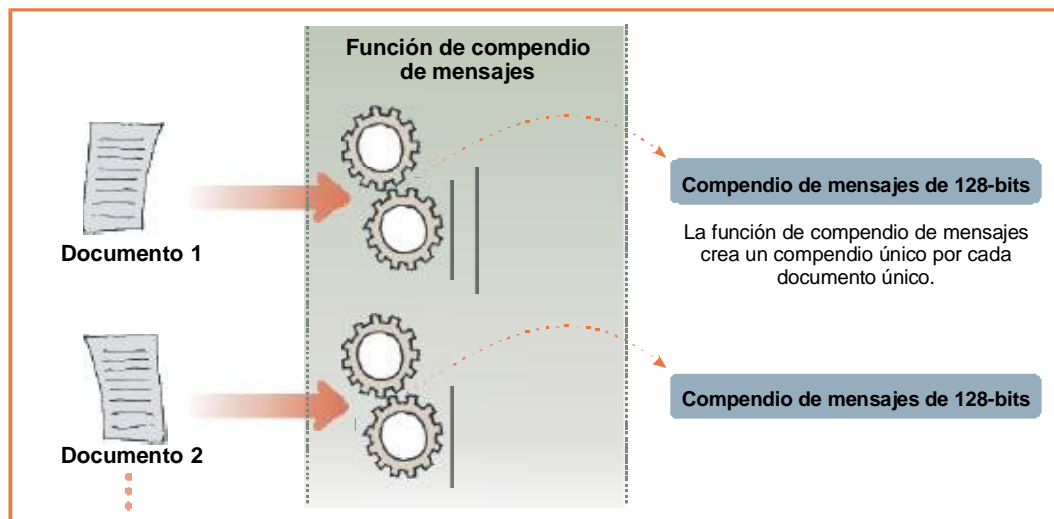 Función de compendio
de mensajes
Compendio de mensajes de 128-bits
Documento 1
La función de compendio de mensajes
crea un compendio único por cada
documento único.
Compendio de mensajes de 128-bits
Documento 2